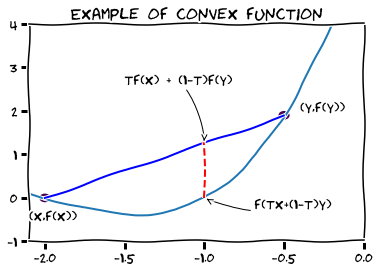 EXAMPLE OF CONVEX FUNCTION
4
TF(X) + (1-T)F(Y)
3
2
(Y,F(Y))
1
0
(X,F(X))
F(TX+(1-T)Y)
-1
-2.0 -1.5 -1.0 -0.5 0.0